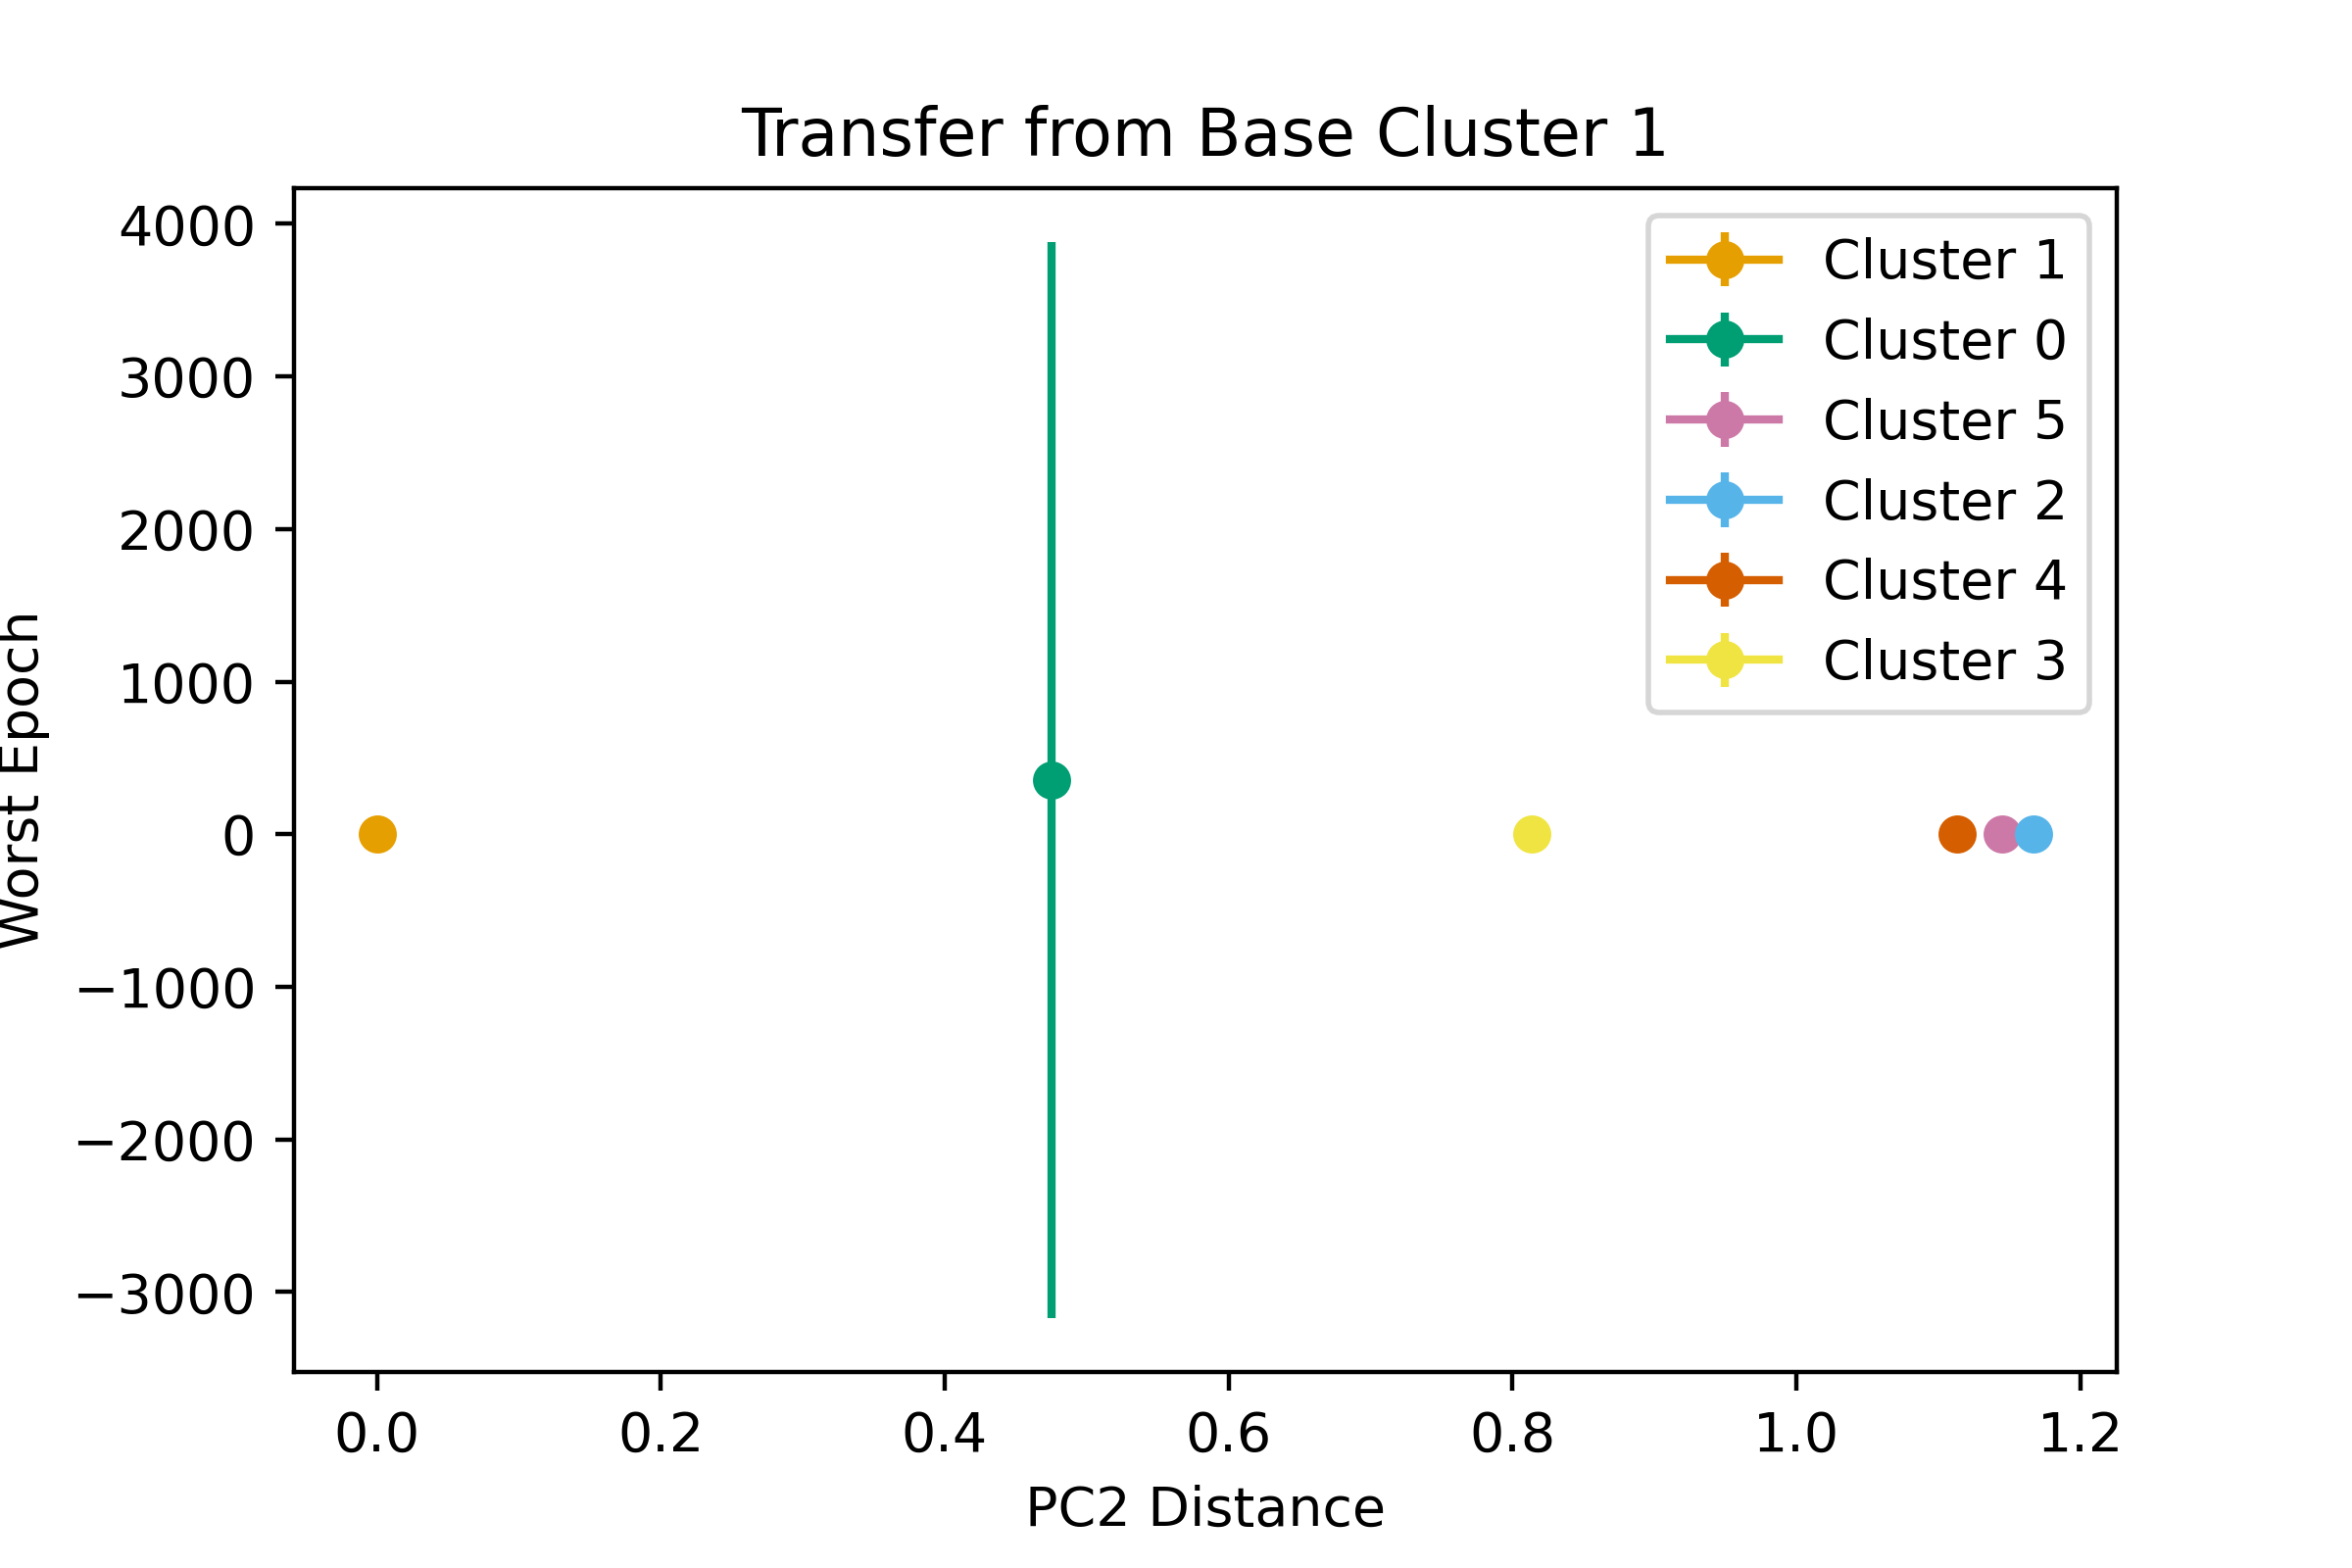 Transfer from Base Cluster 1
4000
3000
2000
1000
0
−1000
−2000
−3000
Worst Epoch
Cluster 1
Cluster 0
Cluster 5
Cluster 2
Cluster 4
Cluster 3
0.0 0.2 0.4 0.6 0.8 1.0 1.2
PC2 Distance